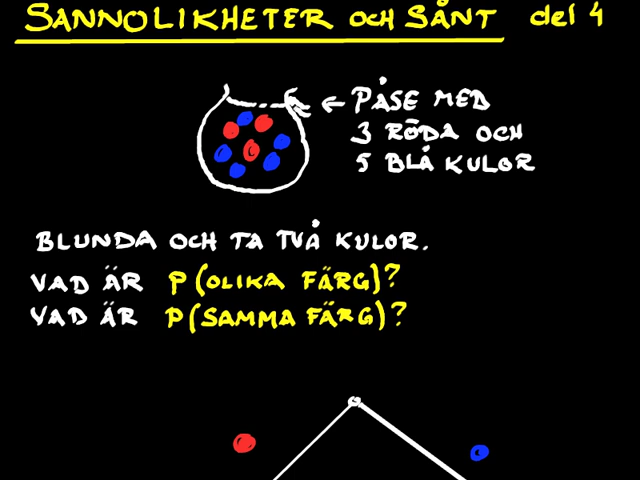 SANNOLIKHETER OCH SÅNT del 4
← PÅSE MED
3 RÖDA OCH
5 BLÅ KULOR
BLUNDA OCH TA TVÅ KULOR.
VAD ÄR P(OLIKA FÄRG)?
VAD ÄR P(SAMMA FÄRG)?